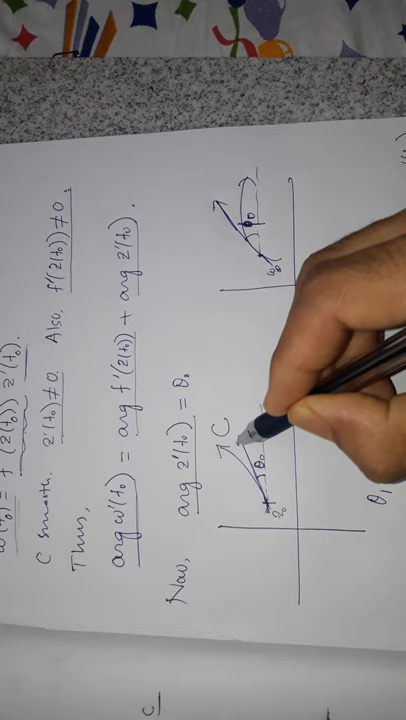 w'(t₀) = f'(z(t₀)) z'(t₀).
C smooth. z'(t₀) ≠ 0. Also, f'(z(t₀)) ≠ 0.
Thus,
arg w'(t₀) = arg f'(z(t₀)) + arg z'(t₀).
Now, arg z'(t₀) = θ₀
C
z₀
θ₀
w₀
ϕ₀
θ₁
C